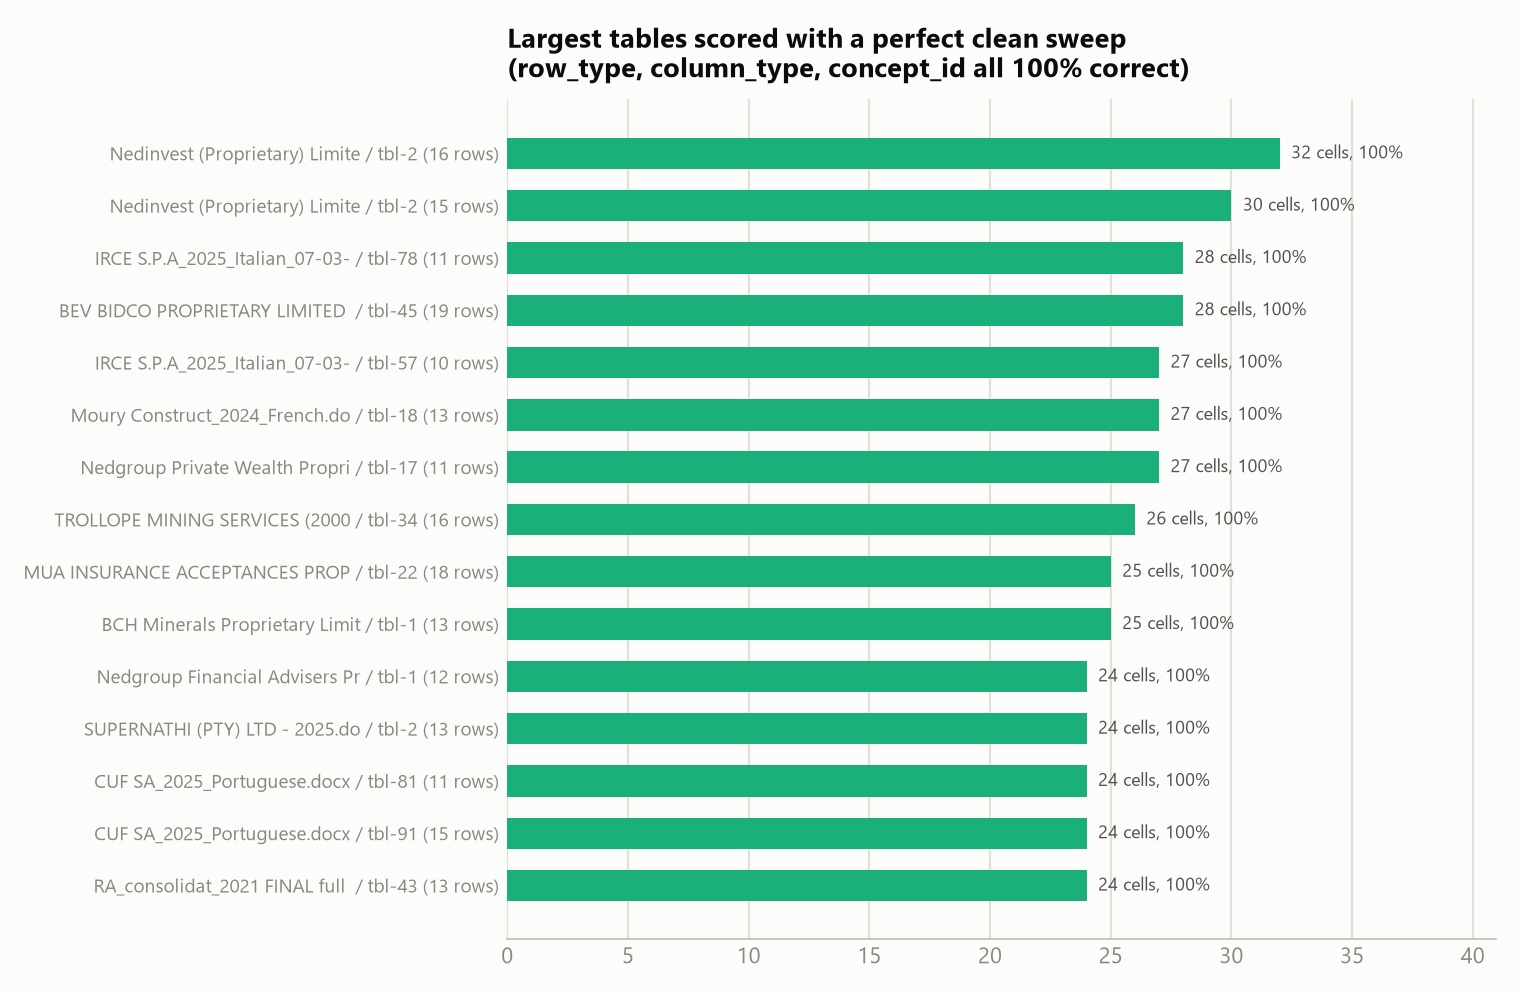 Largest tables scored with a perfect clean sweep
(row_type, column_type, concept_id all 100% correct)
Nedinvest (Proprietary) Limite / tbl-2 (16 rows) 32 cells, 100%
Nedinvest (Proprietary) Limite / tbl-2 (15 rows) 30 cells, 100%
IRCE S.P.A_2025_Italian_07-03- / tbl-78 (11 rows) 28 cells, 100%
BEV BIDCO PROPRIETARY LIMITED  / tbl-45 (19 rows) 28 cells, 100%
IRCE S.P.A_2025_Italian_07-03- / tbl-57 (10 rows) 27 cells, 100%
Moury Construct_2024_French.do / tbl-18 (13 rows) 27 cells, 100%
Nedgroup Private Wealth Propri / tbl-17 (11 rows) 27 cells, 100%
TROLLOPE MINING SERVICES (2000 / tbl-34 (16 rows) 26 cells, 100%
MUA INSURANCE ACCEPTANCES PROP / tbl-22 (18 rows) 25 cells, 100%
BCH Minerals Proprietary Limit / tbl-1 (13 rows) 25 cells, 100%
Nedgroup Financial Advisers Pr / tbl-1 (12 rows) 24 cells, 100%
SUPERNATHI (PTY) LTD - 2025.do / tbl-2 (13 rows) 24 cells, 100%
CUF SA_2025_Portuguese.docx / tbl-81 (11 rows) 24 cells, 100%
CUF SA_2025_Portuguese.docx / tbl-91 (15 rows) 24 cells, 100%
RA_consolidat_2021 FINAL full  / tbl-43 (13 rows) 24 cells, 100%
0 5 10 15 20 25 30 35 40